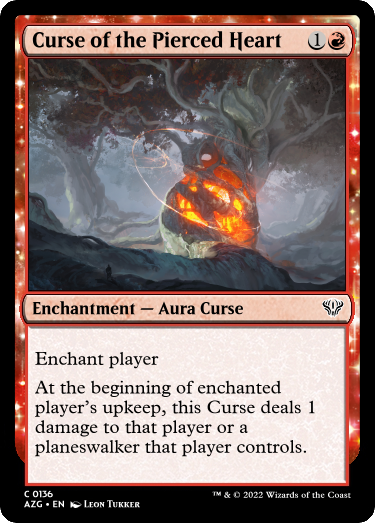 Curse of the Pierced Heart 1
Enchantment — Aura Curse
Enchant player
At the beginning of enchanted
player's upkeep, this Curse deals 1
damage to that player or a
planeswalker that player controls.
C 0136
AZG • EN Leon Tukker
™ & © 2022 Wizards of the Coast